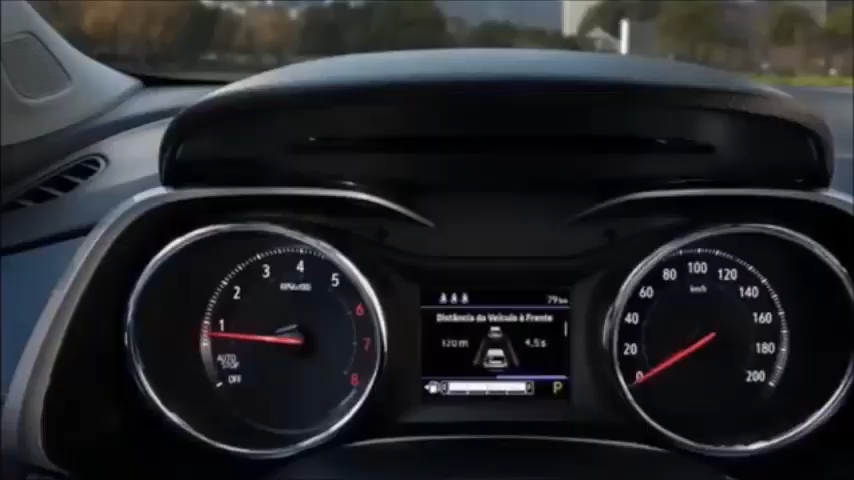 1 2 3 4 5 6 7 8
RPMx1000
AUTO
STOP
OFF
79 km
Distância do Veículo à Frente
120 m 4,5 s
P
0 20 40 60 80 100 120 140 160 180 200
km/h